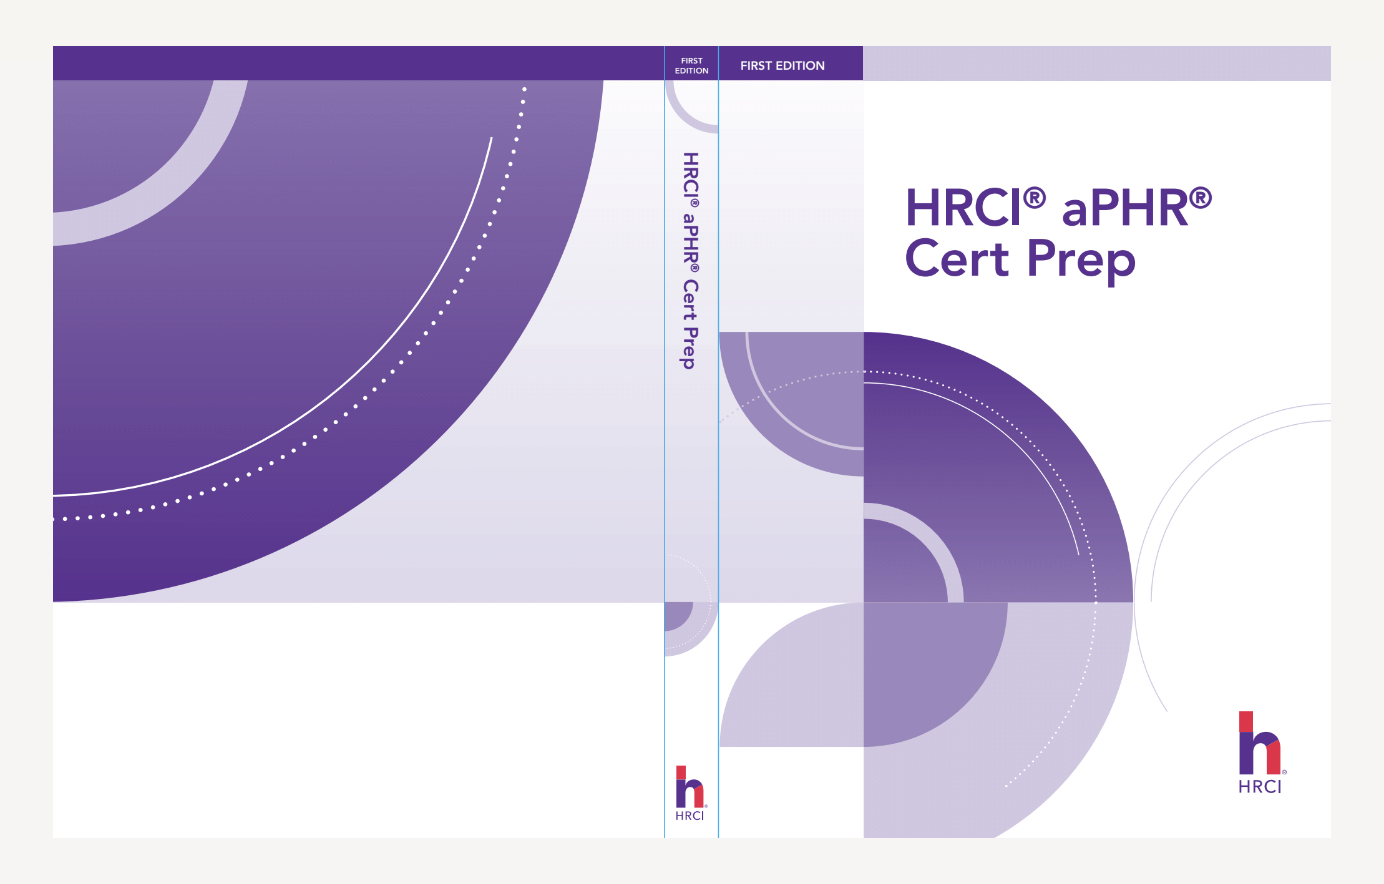 FIRST
EDITION
HRCI® aPHR® Cert Prep
HRCI
FIRST EDITION
HRCI® aPHR®
Cert Prep
HRCI